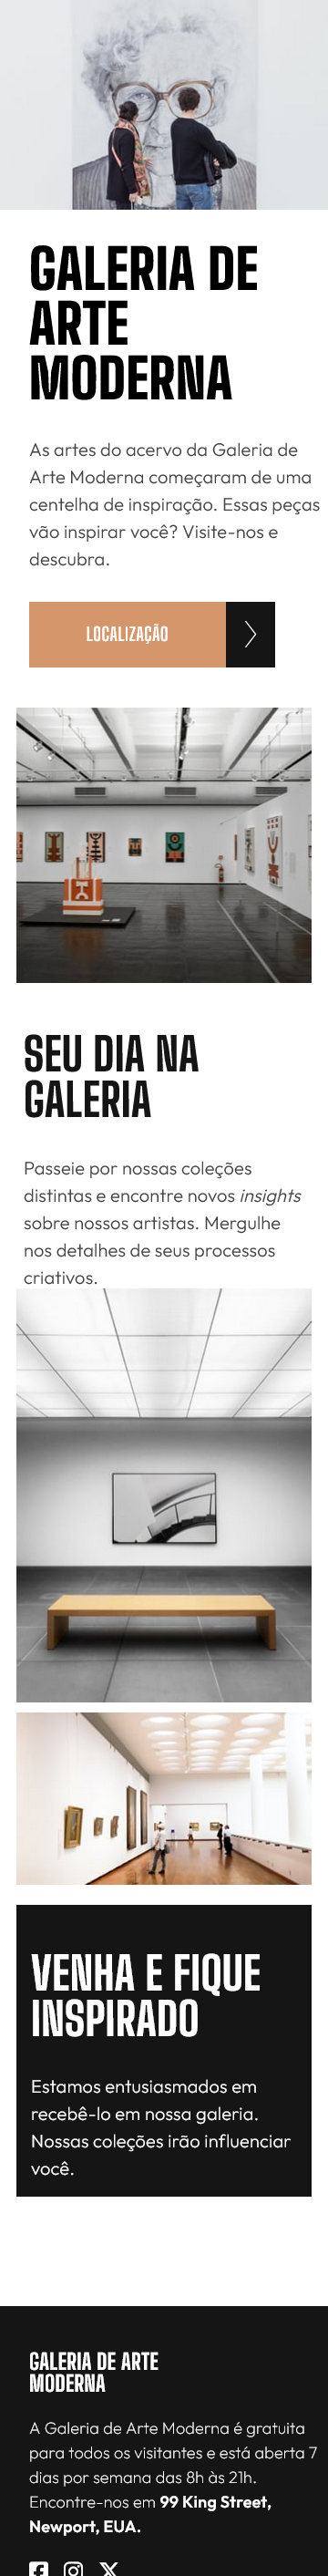 GALERIA DE
ARTE
MODERNA
As artes do acervo da Galeria de
Arte Moderna começaram de uma
centelha de inspiração. Essas peças
vão inspirar você? Visite-nos e
descubra.
LOCALIZAÇÃO
SEU DIA NA
GALERIA
Passeie por nossas coleções
distintas e encontre novos insights
sobre nossos artistas. Mergulhe
nos detalhes de seus processos
criativos.
VENHA E FIQUE
INSPIRADO
Estamos entusiasmados em
recebê-lo em nossa galeria.
Nossas coleções irão influenciar
você.
GALERIA DE ARTE
MODERNA
A Galeria de Arte Moderna é gratuita
para todos os visitantes e está aberta 7
dias por semana das 8h às 21h.
Encontre-nos em 99 King Street,
Newport, EUA.